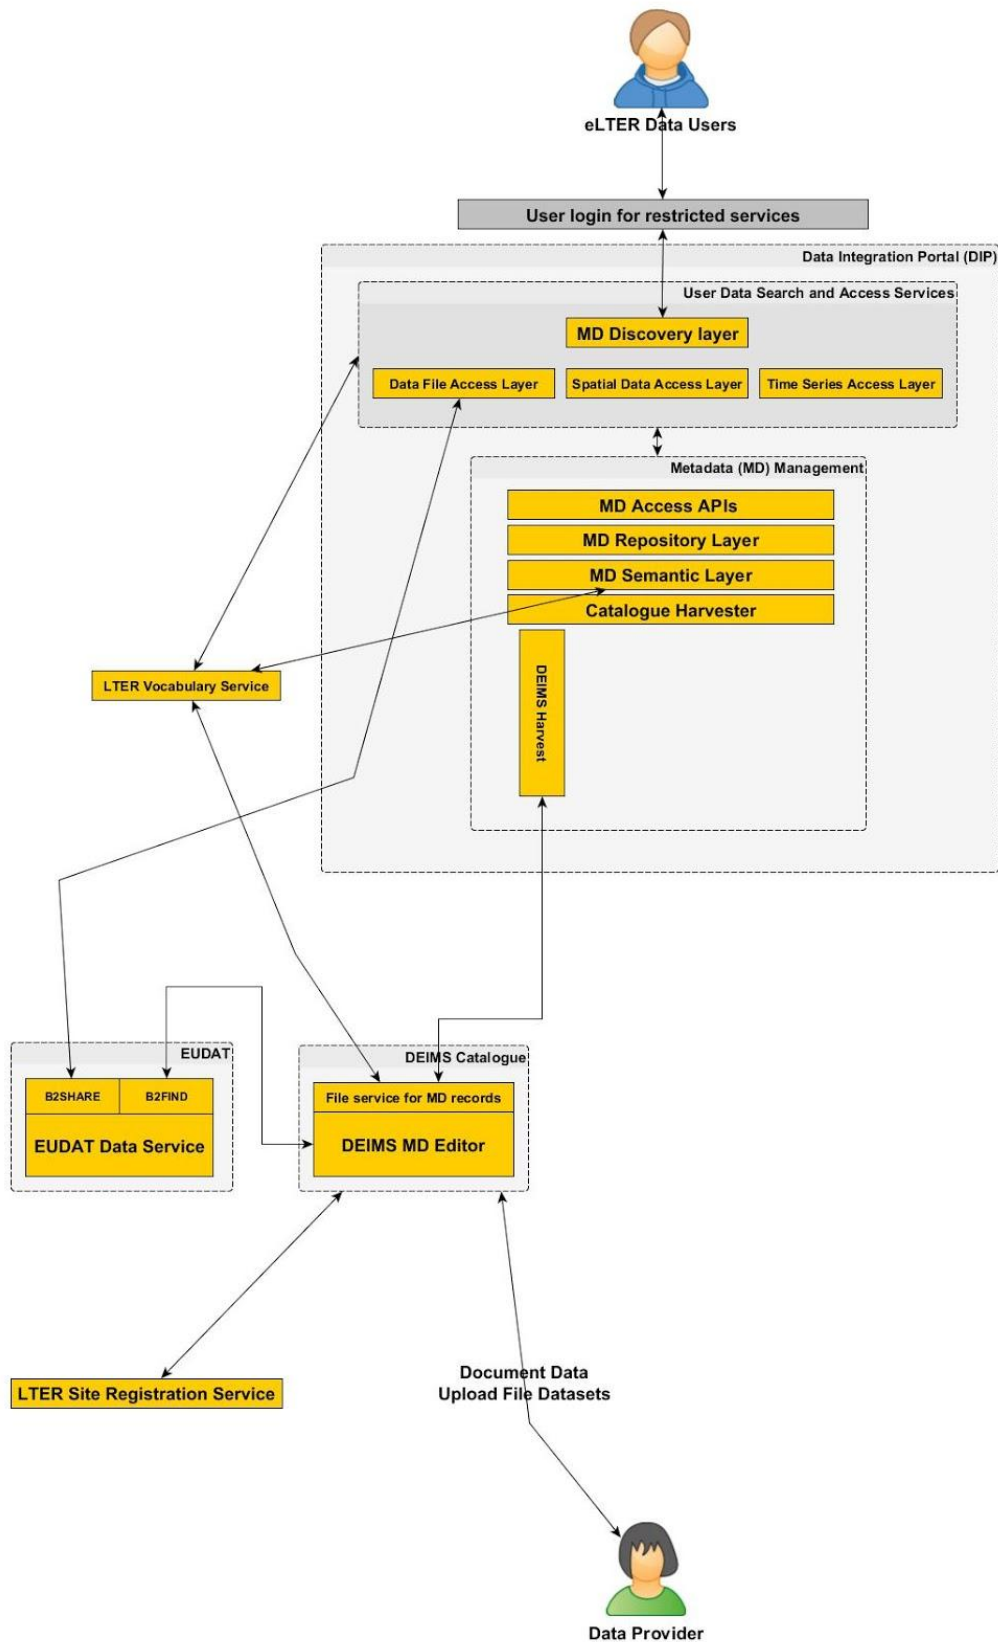 eLTER Data Users
User login for restricted services
Data Integration Portal (DIP)
User Data Search and Access Services
MD Discovery layer
Data File Access Layer
Spatial Data Access Layer
Time Series Access Layer
Metadata (MD) Management
MD Access APIs
MD Repository Layer
MD Semantic Layer
Catalogue Harvester
DEIMS Harvest
LTER Vocabulary Service
EUDAT
B2SHARE
B2FIND
EUDAT Data Service
DEIMS Catalogue
File service for MD records
DEIMS MD Editor
LTER Site Registration Service
Document Data
Upload File Datasets
Data Provider